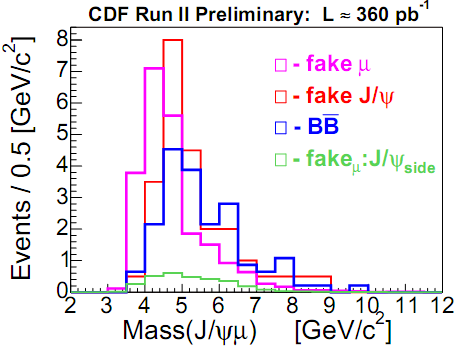 CDF Run II Preliminary: L ≈ 360 pb⁻¹
Events / 0.5 [GeV/c²]
8
7
6
5
4
3
2
1
0
- fake μ
- fake J/ψ
- BB̅
- fakeμ:J/ψside
2 3 4 5 6 7 8 9 10 11 12
Mass(J/ψμ) [GeV/c²]